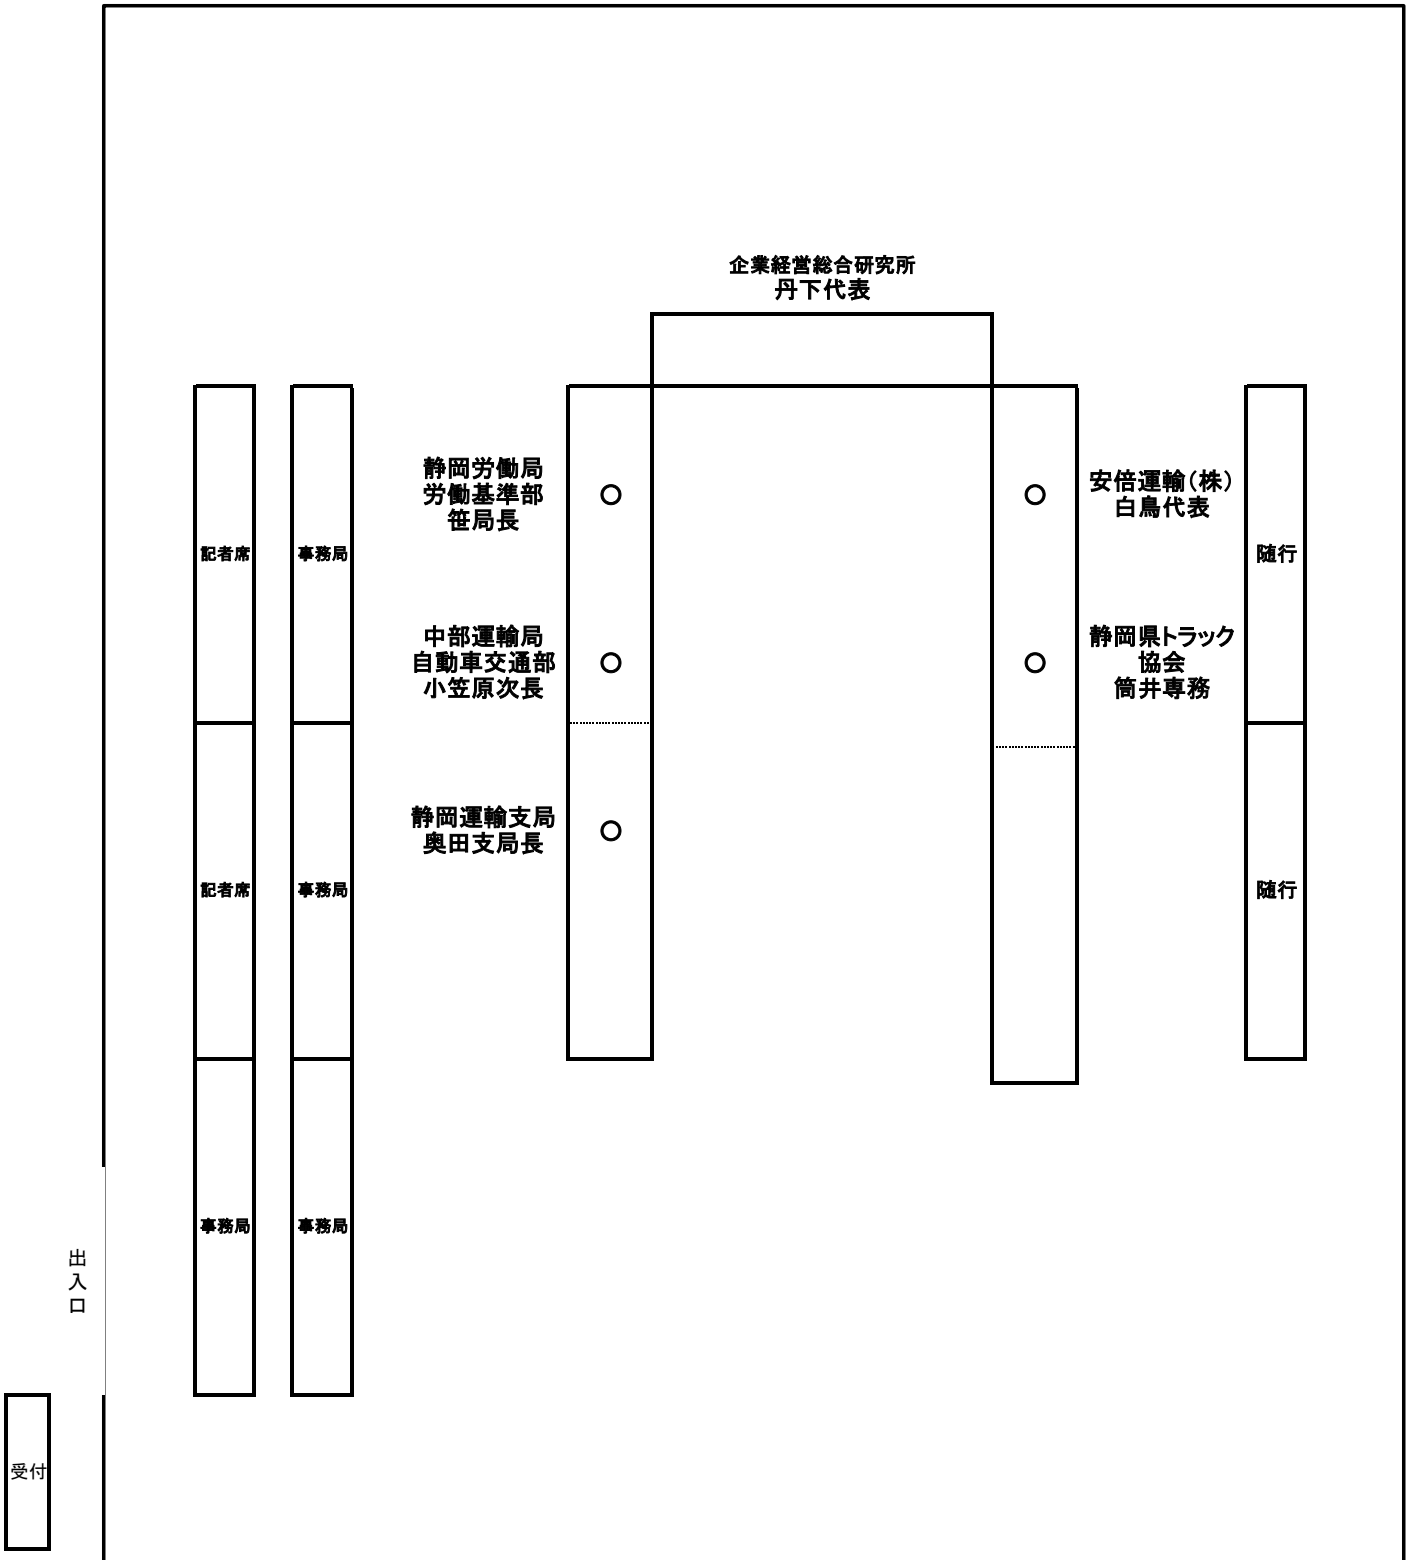 企業経営総合研究所
丹下代表
静岡労働局
労働基準部
笹局長
安倍運輸(株)
白鳥代表
記者席
事務局
随行
中部運輸局
自動車交通部
小笠原次長
静岡県トラック
協会
筒井専務
静岡運輸支局
奥田支局長
記者席
事務局
随行
事務局
事務局
出
入
口
受付